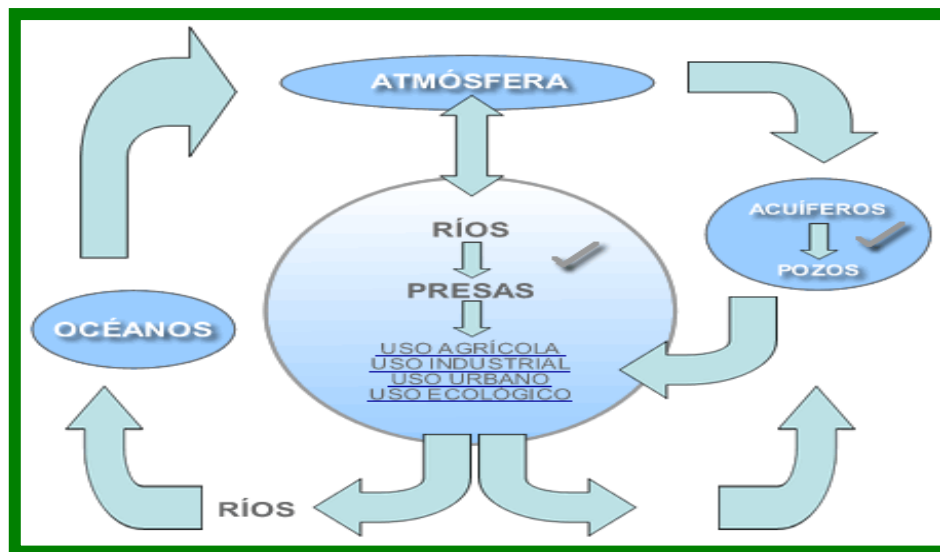 ATMÓSFERA
RÍOS
PRESAS
USO AGRÍCOLA
USO INDUSTRIAL
USO URBANO
USO ECOLÓGICO
ACUÍFEROS
POZOS
OCÉANOS
RÍOS